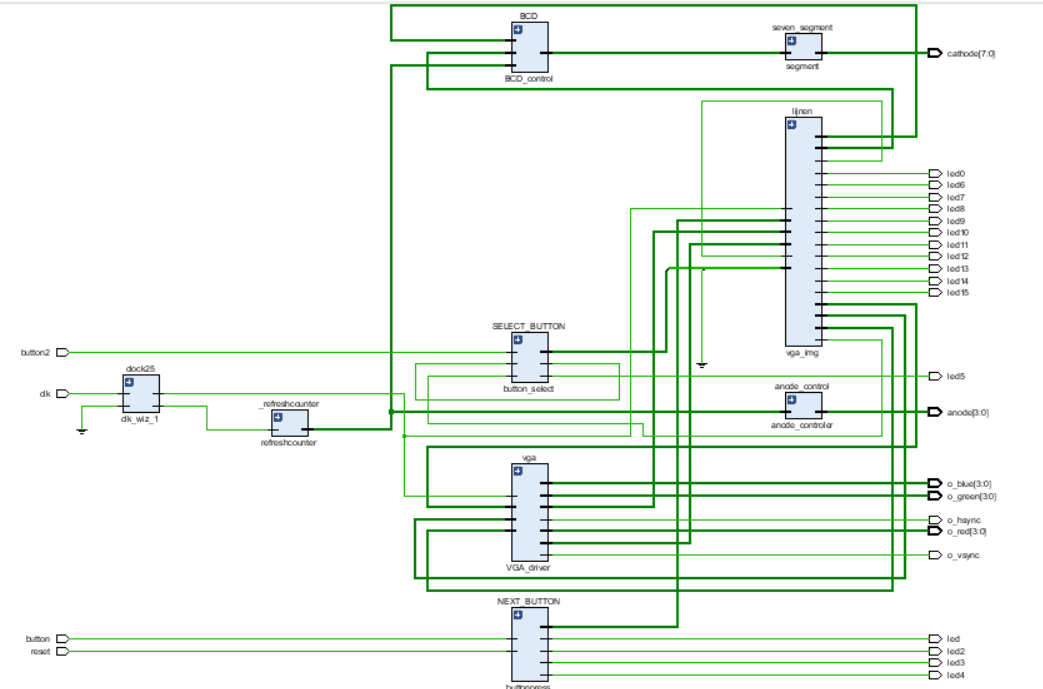 BCD
BCD_control
seven_segment
segment
cathode[7:0]
lijnen
vga_img
led0
led6
led7
led8
led9
led10
led11
led12
led13
led14
led15
SELECT_BUTTON
button_select
button2
led5
clock25
clk_wiz_1
clk
_refreshcounter
refreshcounter
anode_control
anode_controler
anode[3:0]
vga
VGA_driver
o_blue[3:0]
o_green[3:0]
o_hsync
o_red[3:0]
o_vsync
NEXT_BUTTON
buttonpress
button
reset
led
led2
led3
led4